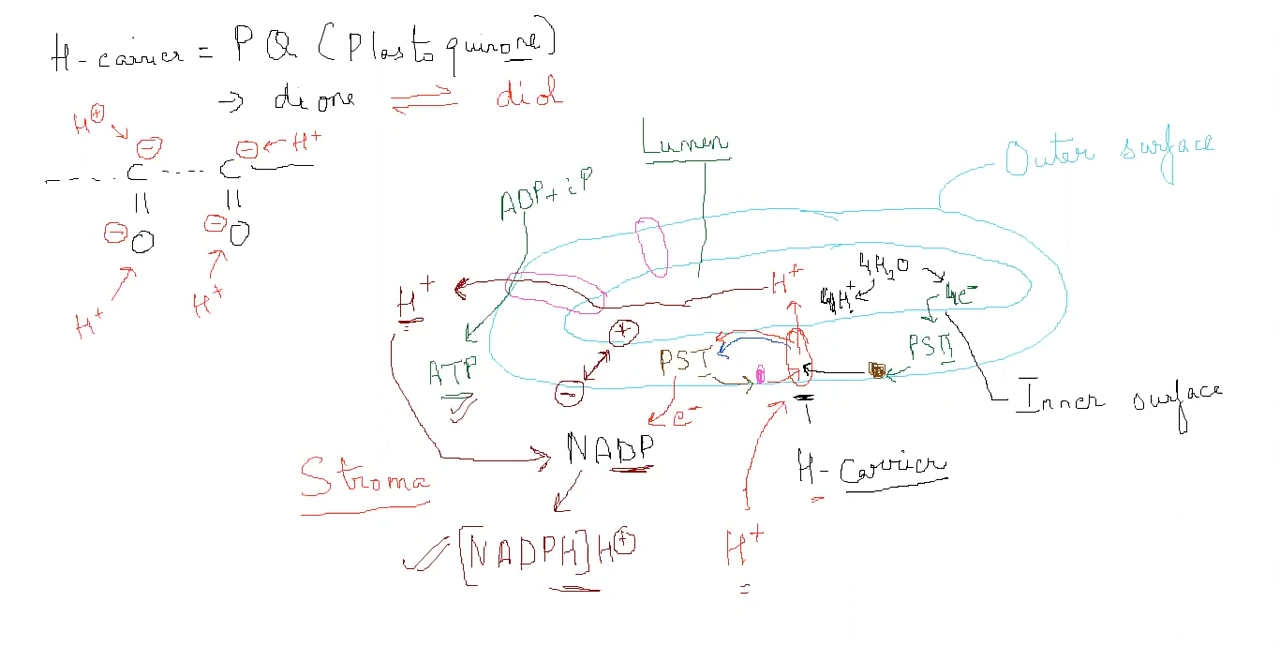 H-carrier = PQ (Plastoquinone)
→ dione ⇌ diol
H⊕
⊖
⊖ ← H⁺
--- C ---- C —
|| ||
⊖ O ⊖ O
H⁺ H⁺
Lumen
Outer surface
ADP + iP
4H₂O
H⁺
H⁺
4H⁺
4e⁻
⊕
PSI
PSII
ATP
⊖
Inner surface
e⁻
NADP
H-carrier
Stroma
[NADPH]H⊕
H⁺